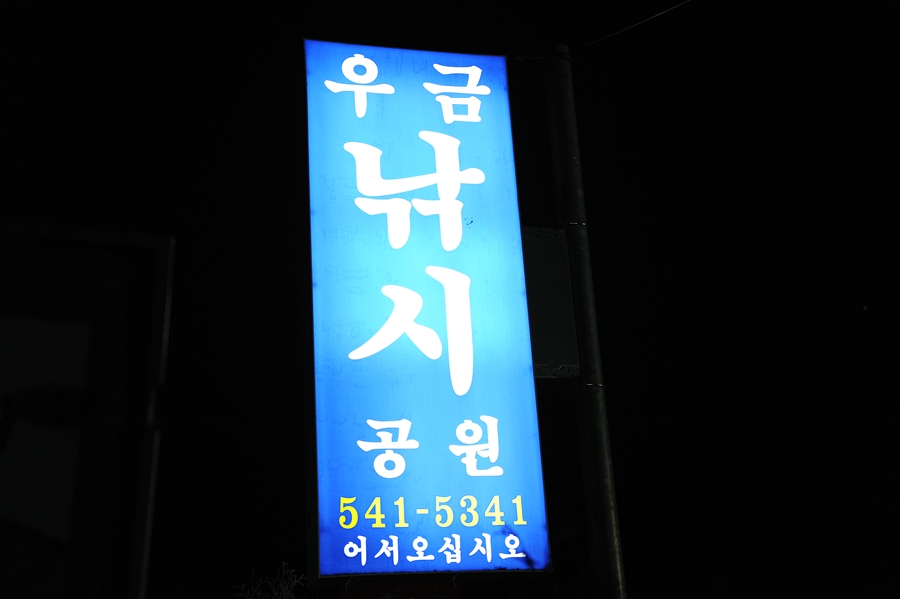 우금
낚
시
공원
541-5341
어서오십시오